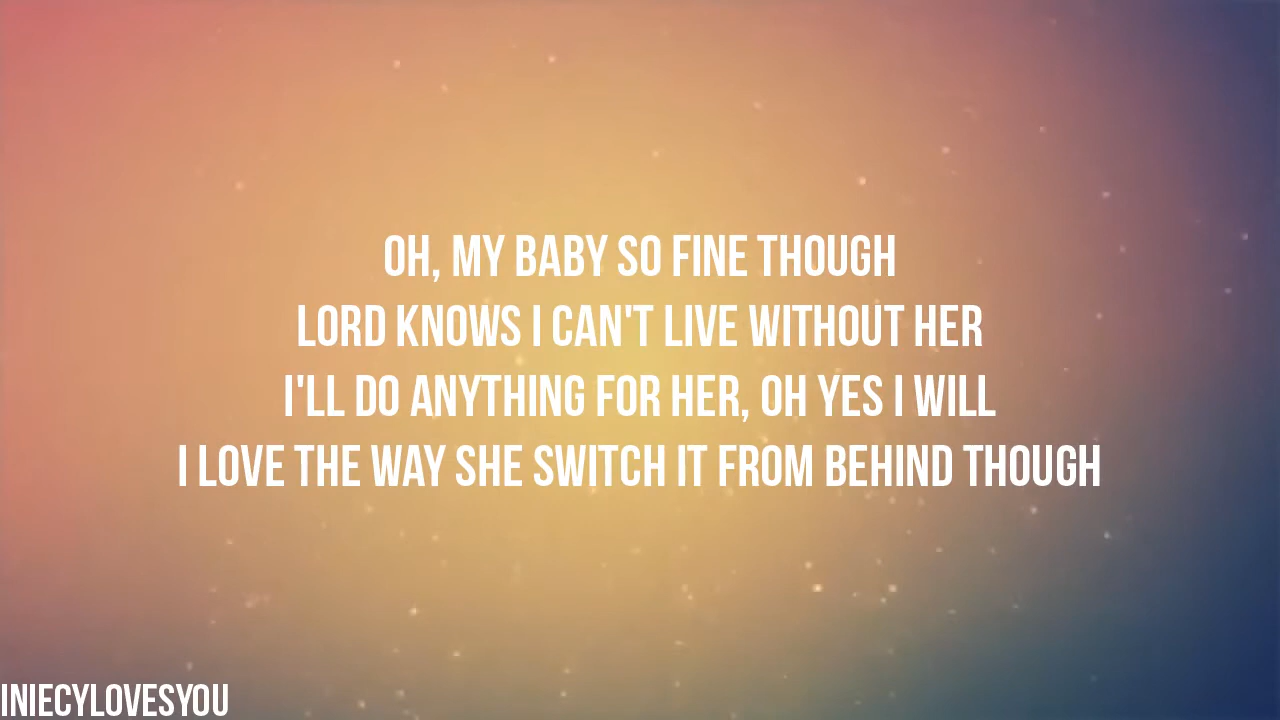 OH, MY BABY SO FINE THOUGH
LORD KNOWS I CAN'T LIVE WITHOUT HER
I'LL DO ANYTHING FOR HER, OH YES I WILL
I LOVE THE WAY SHE SWITCH IT FROM BEHIND THOUGH
INIECYLOVESYOU